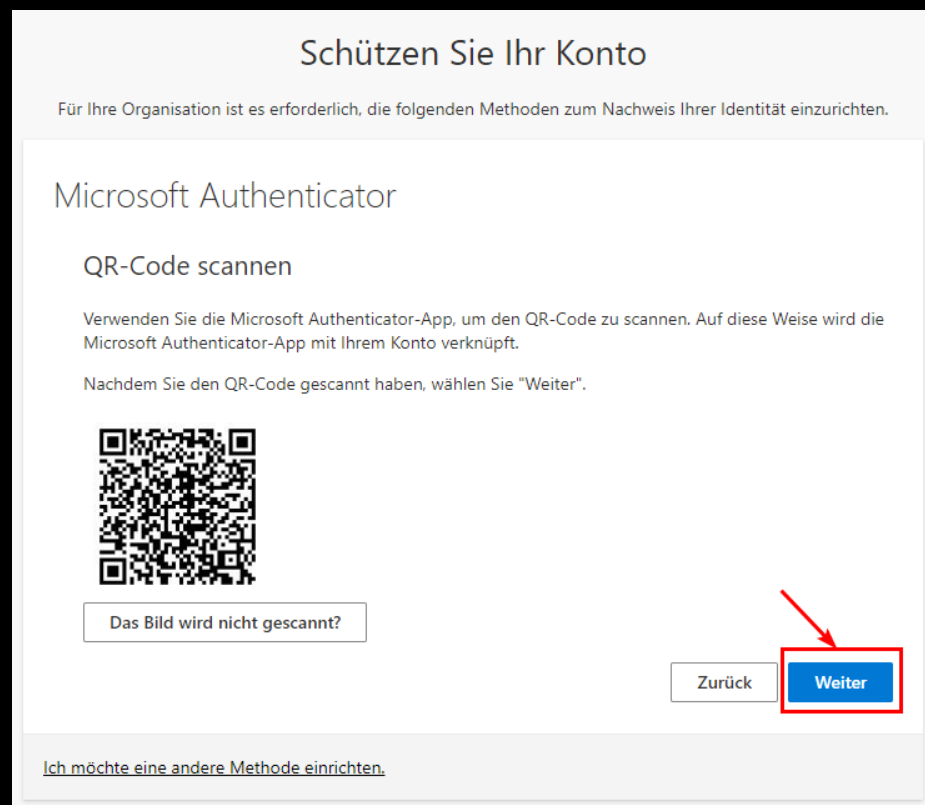 Schützen Sie Ihr Konto
Für Ihre Organisation ist es erforderlich, die folgenden Methoden zum Nachweis Ihrer Identität einzurichten.
Microsoft Authenticator
QR-Code scannen
Verwenden Sie die Microsoft Authenticator-App, um den QR-Code zu scannen. Auf diese Weise wird die
Microsoft Authenticator-App mit Ihrem Konto verknüpft.
Nachdem Sie den QR-Code gescannt haben, wählen Sie "Weiter".
Das Bild wird nicht gescannt?
Zurück
Weiter
Ich möchte eine andere Methode einrichten.